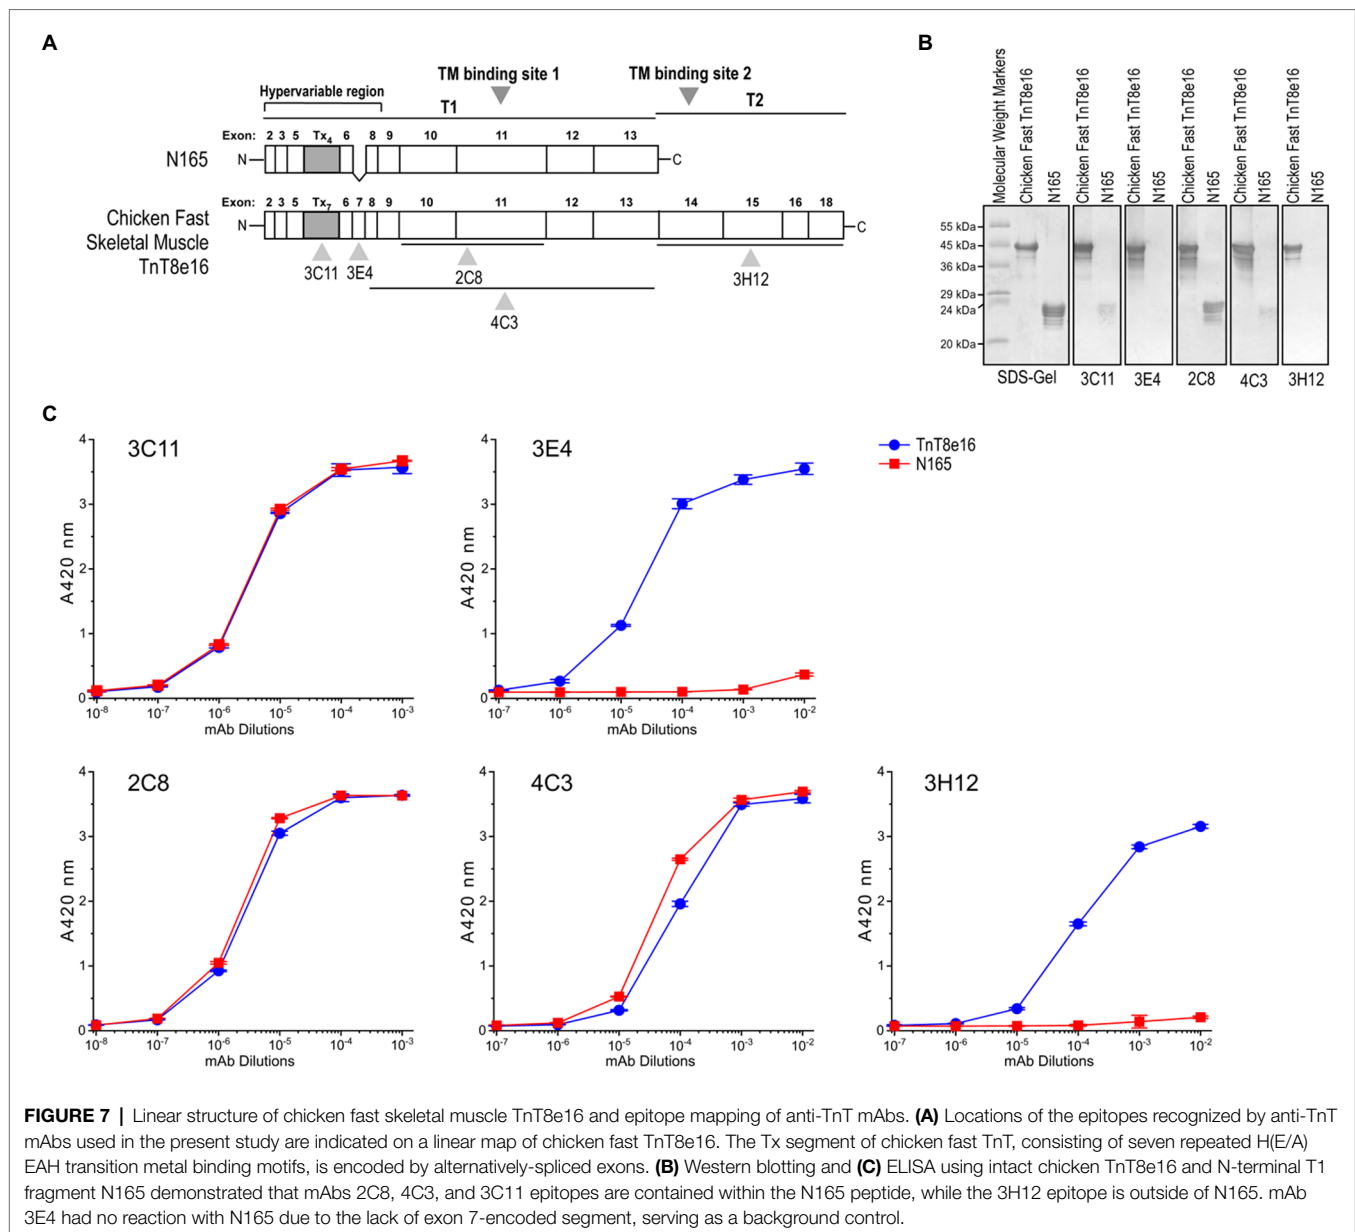 A
TM binding site 1
TM binding site 2
Hypervariable region
T1
T2
Exon: 2 3 5 Tx4 6 8 9 10 11 12 13
N165
N
C
Exon: 2 3 5 Tx7 6 7 8 9 10 11 12 13 14 15 16 18
Chicken Fast
Skeletal Muscle
TnT8e16
N
C
3C11 3E4 2C8 3H12
4C3
B
Molecular Weight Markers
Chicken Fast TnT8e16
N165
Chicken Fast TnT8e16
N165
Chicken Fast TnT8e16
N165
Chicken Fast TnT8e16
N165
Chicken Fast TnT8e16
N165
Chicken Fast TnT8e16
N165
55 kDa
45 kDa
36 kDa
29 kDa
24 kDa
20 kDa
SDS-Gel 3C11 3E4 2C8 4C3 3H12
C
3C11
4
3
2
1
0
A420 nm
10-8 10-7 10-6 10-5 10-4 10-3
mAb Dilutions
3E4
4
3
2
1
0
A420 nm
10-7 10-6 10-5 10-4 10-3 10-2
mAb Dilutions
TnT8e16
N165
2C8
4
3
2
1
0
A420 nm
10-8 10-7 10-6 10-5 10-4 10-3
mAb Dilutions
4C3
4
3
2
1
0
A420 nm
10-7 10-6 10-5 10-4 10-3 10-2
mAb Dilutions
3H12
4
3
2
1
0
A420 nm
10-7 10-6 10-5 10-4 10-3 10-2
mAb Dilutions
FIGURE 7 | Linear structure of chicken fast skeletal muscle TnT8e16 and epitope mapping of anti-TnT mAbs. (A) Locations of the epitopes recognized by anti-TnT
mAbs used in the present study are indicated on a linear map of chicken fast TnT8e16. The Tx segment of chicken fast TnT, consisting of seven repeated H(E/A)
EAH transition metal binding motifs, is encoded by alternatively-spliced exons. (B) Western blotting and (C) ELISA using intact chicken TnT8e16 and N-terminal T1
fragment N165 demonstrated that mAbs 2C8, 4C3, and 3C11 epitopes are contained within the N165 peptide, while the 3H12 epitope is outside of N165. mAb
3E4 had no reaction with N165 due to the lack of exon 7-encoded segment, serving as a background control.